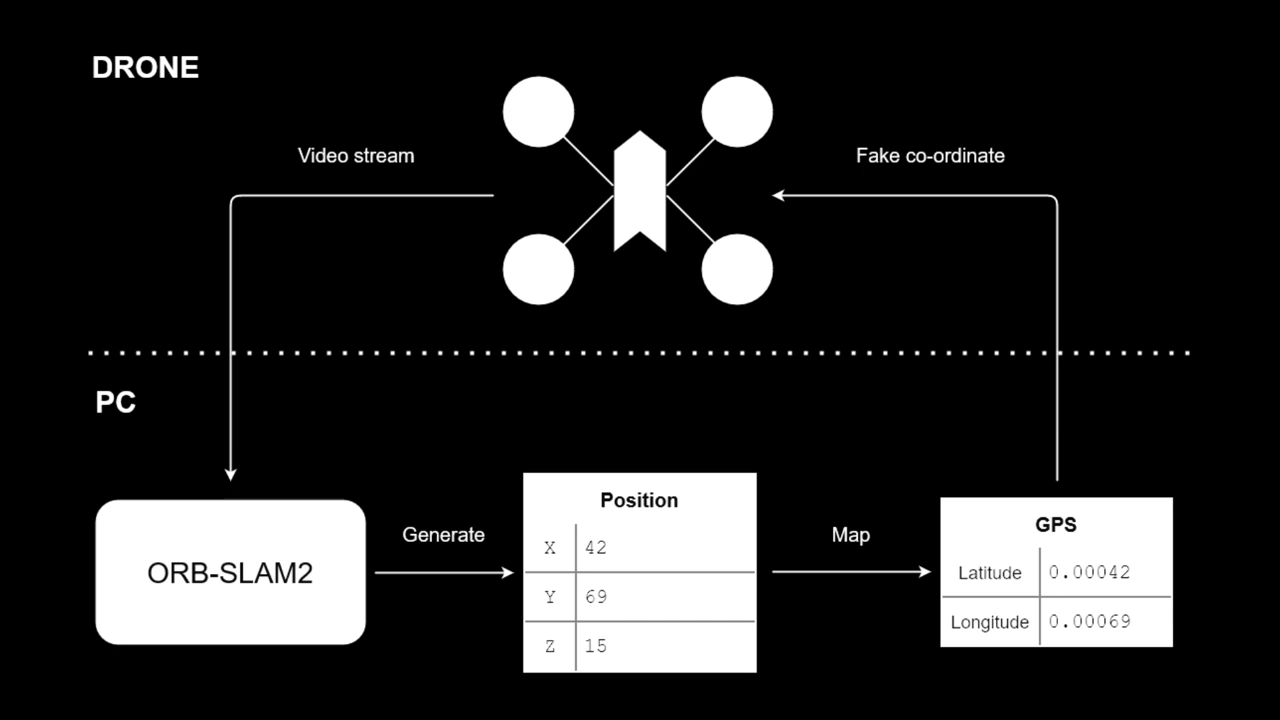 DRONE
Video stream
Fake co-ordinate
PC
ORB-SLAM2
Generate
Position
X 42
Y 69
Z 15
Map
GPS
Latitude 0.00042
Longitude 0.00069